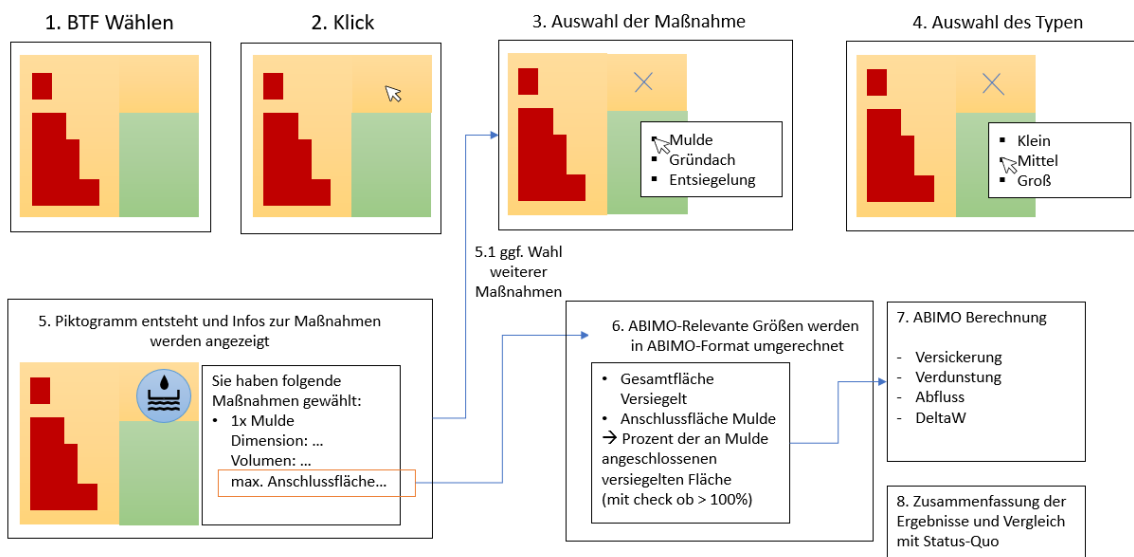 1. BTF Wählen
2. Klick
3. Auswahl der Maßnahme
▪ Mulde
▪ Gründach
▪ Entsiegelung
4. Auswahl des Typen
▪ Klein
▪ Mittel
▪ Groß
5.1 ggf. Wahl
weiterer
Maßnahmen
5. Piktogramm entsteht und Infos zur Maßnahmen
werden angezeigt
Sie haben folgende
Maßnahmen gewählt:
• 1x Mulde
Dimension: …
Volumen: …
max. Anschlussfläche…
6. ABIMO-Relevante Größen werden
in ABIMO-Format umgerechnet
• Gesamtfläche
Versiegelt
• Anschlussfläche Mulde
→ Prozent der an Mulde
angeschlossenen
versiegelten Fläche
(mit check ob > 100%)
7. ABIMO Berechnung
- Versickerung
- Verdunstung
- Abfluss
- DeltaW
8. Zusammenfassung der
Ergebnisse und Vergleich
mit Status-Quo